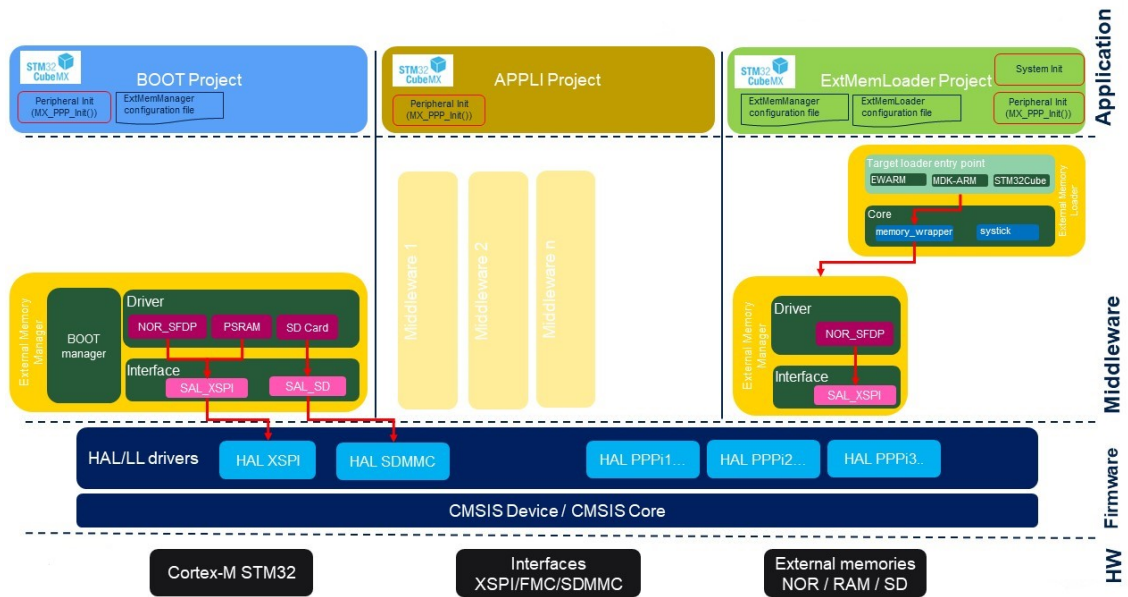 STM32
CubeMX
BOOT Project
Peripheral Init
(MX_PPP_Init())
ExtMemManager
configuration file
STM32
CubeMX
APPLI Project
Peripheral Init
(MX_PPP_Init())
STM32
CubeMX
ExtMemLoader Project
System Init
ExtMemManager
configuration file
ExtMemLoader
configuration file
Peripheral Init
(MX_PPP_Init())
Application
Target loader entry point
EWARM
MDK-ARM
STM32Cube
Core
memory_wrapper
systick
External Memory
Loader
Middleware 1
Middleware 2
Middleware n
External Memory
Manager
BOOT
manager
Driver
NOR_SFDP
PSRAM
SD Card
Interface
SAL_XSPI
SAL_SD
External Memory
Manager
Driver
NOR_SFDP
Interface
SAL_XSPI
Middleware
HAL/LL drivers
HAL XSPI
HAL SDMMC
HAL PPPi1...
HAL PPPi2...
HAL PPPi3..
CMSIS Device / CMSIS Core
Firmware
Cortex-M STM32
Interfaces
XSPI/FMC/SDMMC
External memories
NOR / RAM / SD
HW